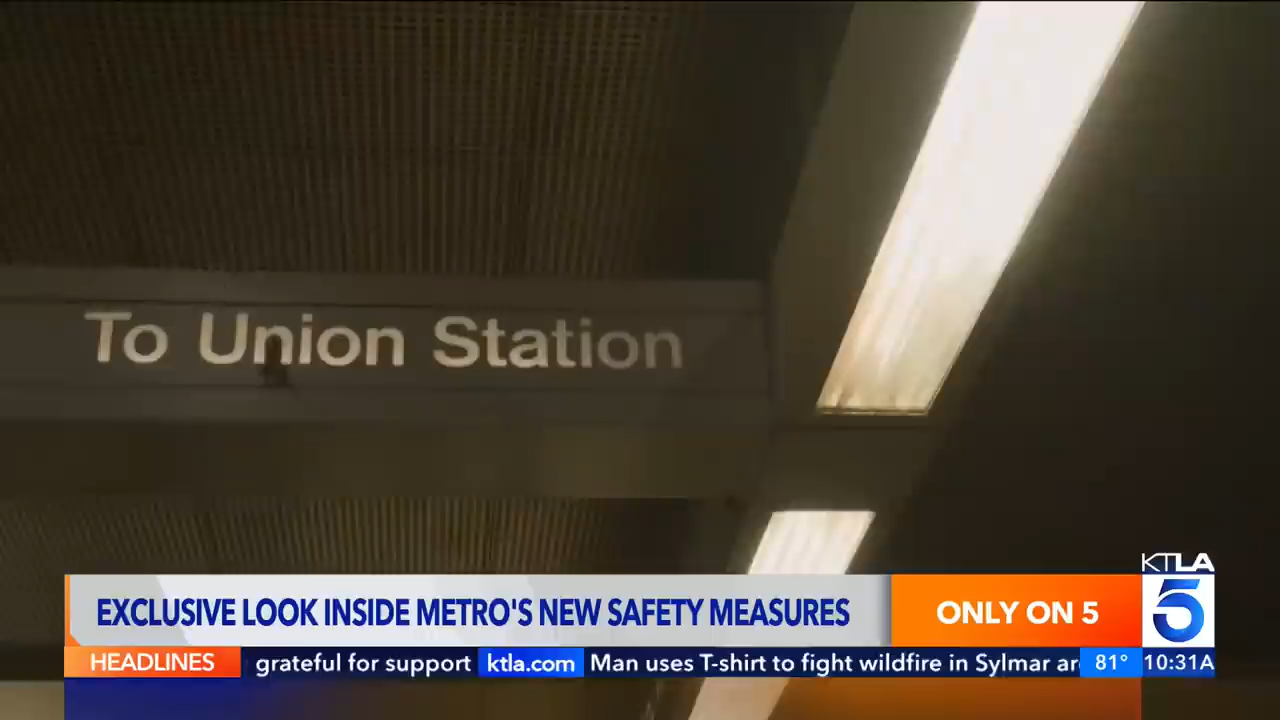 To Union Station
KTLA
5
EXCLUSIVE LOOK INSIDE METRO'S NEW SAFETY MEASURES
ONLY ON 5
HEADLINES
grateful for support ktla.com Man uses T-shirt to fight wildfire in Sylmar
81° 10:31A